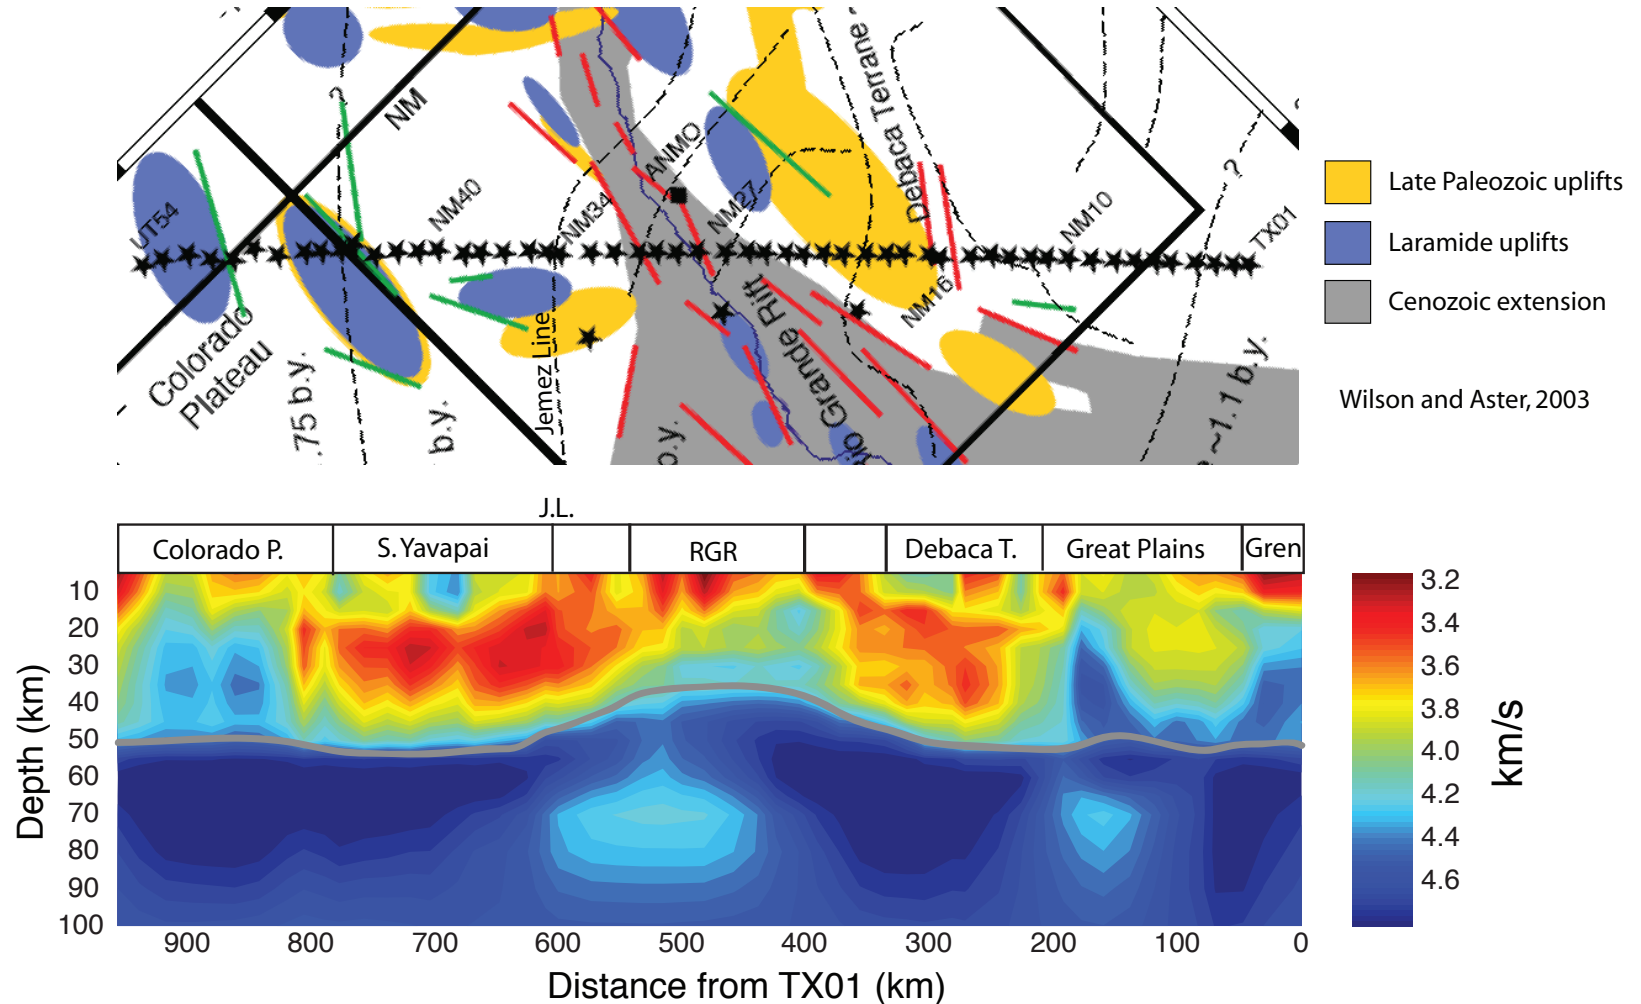 ?
NM
UT54
NM40
NM34
ANMO
NM27
Debaca Terrane
NM16
NM10
?
TX01
Colorado
Plateau
.75 b.y.
b.y.
Jemez Line
Rio Grande Rift
~1.1 b.y.
Late Paleozoic uplifts
Laramide uplifts
Cenozoic extension
Wilson and Aster, 2003
J.L.
Colorado P.
S. Yavapai
RGR
Debaca T.
Great Plains
Gren
Depth (km)
10
20
30
40
50
60
70
80
90
100
900
800
700
600
500
400
300
200
100
0
Distance from TX01 (km)
3.2
3.4
3.6
3.8
4.0
4.2
4.4
4.6
km/s